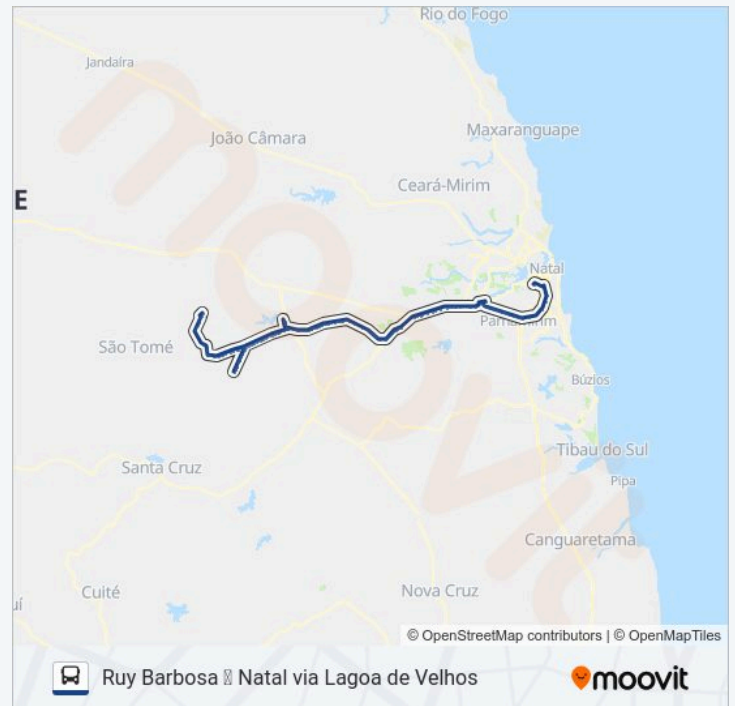 Rio do Fogo
Jandaíra
Maxaranguape
João Câmara
E
Ceará-Mirim
Natal
Parnamirim
São Tomé
Búzios
Tibau do Sul
Santa Cruz
Pipa
Canguaretama
Cuité
Nova Cruz
moovit
© OpenStreetMap contributors | © OpenMapTiles
Ruy Barbosa Natal via Lagoa de Velhos
moovit